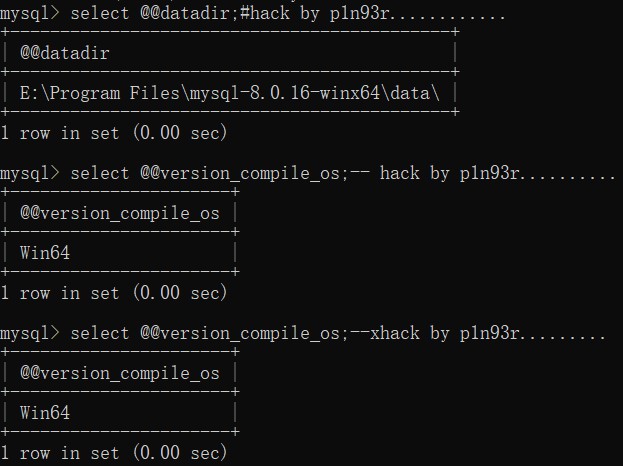 mysql> select @@datadir;#hack by p1n93r............
+-------------------------------------------+
| @@datadir                                 |
+-------------------------------------------+
| E:\Program Files\mysql-8.0.16-winx64\data\ |
+-------------------------------------------+
1 row in set (0.00 sec)
mysql> select @@version_compile_os;-- hack by p1n93r..........
+----------------------+
| @@version_compile_os |
+----------------------+
| Win64                |
+----------------------+
1 row in set (0.00 sec)
mysql> select @@version_compile_os;--xhack by p1n93r.........
+----------------------+
| @@version_compile_os |
+----------------------+
| Win64                |
+----------------------+
1 row in set (0.00 sec)